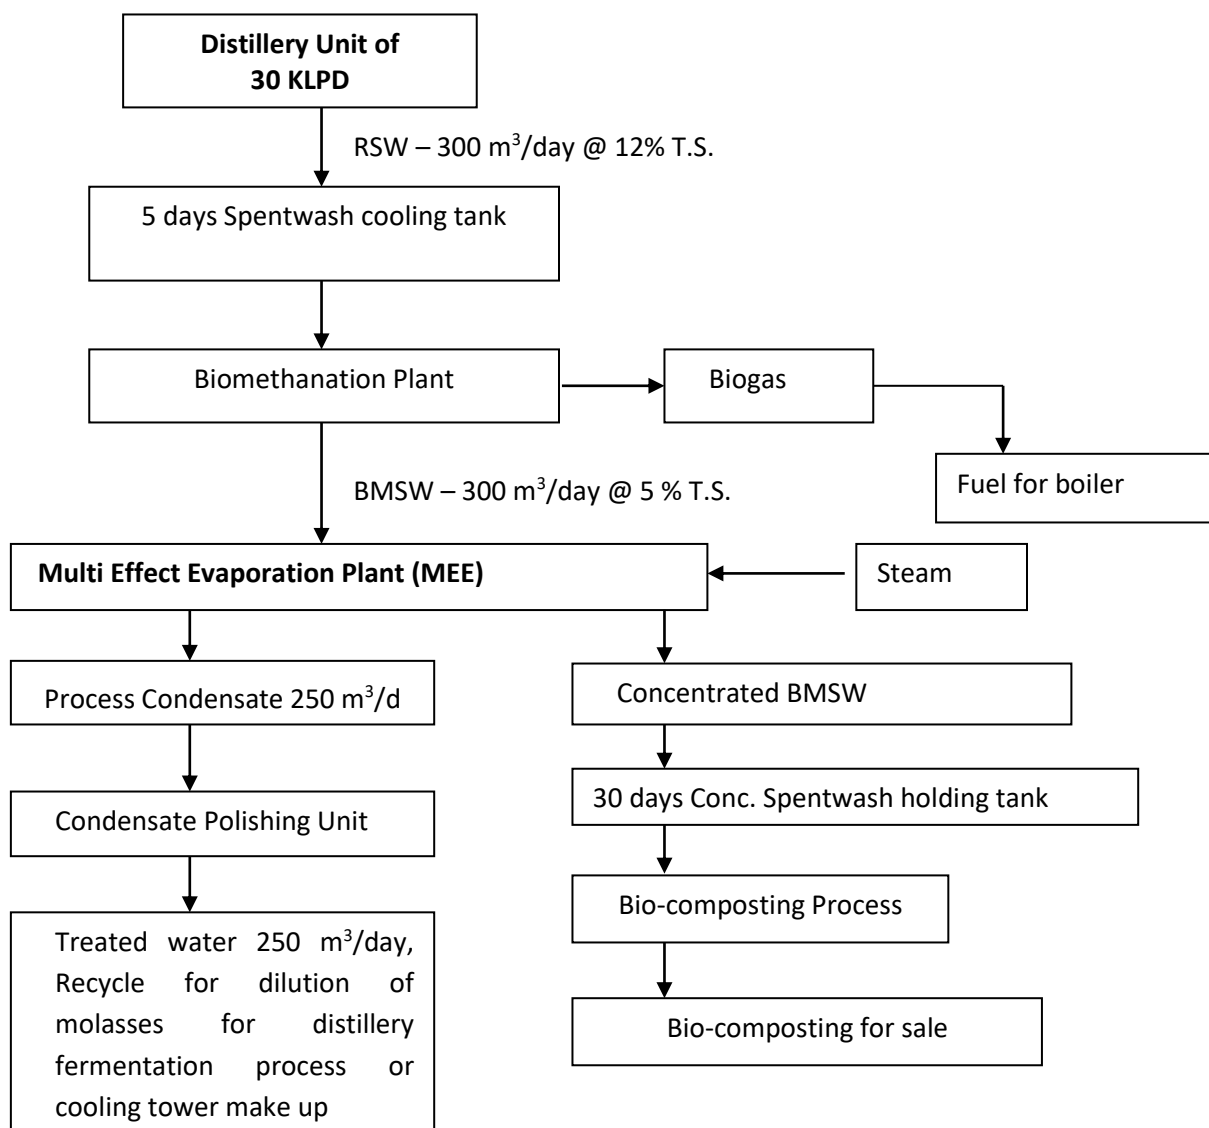 Distillery Unit of
30 KLPD
RSW – 300 m³/day @ 12% T.S.
5 days Spentwash cooling tank
Biomethanation Plant
Biogas
Fuel for boiler
BMSW – 300 m³/day @ 5 % T.S.
Multi Effect Evaporation Plant (MEE)
Steam
Process Condensate 250 m³/d
Concentrated BMSW
30 days Conc. Spentwash holding tank
Condensate Polishing Unit
Bio-composting Process
Treated water 250 m³/day,
Recycle for dilution of
molasses for distillery
fermentation process or
cooling tower make up
Bio-composting for sale